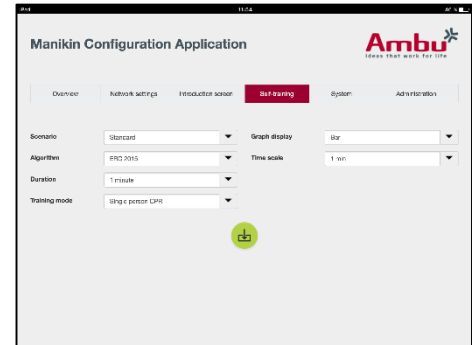 iPad 11:04
Manikin Configuration Application
Ambu
Ideas that work for life
Overview Network settings Introduction screen Self-training System Administration
Scenario Standard Graph display Bar
Algorithm ERC 2015 Time scale 1 min
Duration 1 minute
Training mode Single person CPR